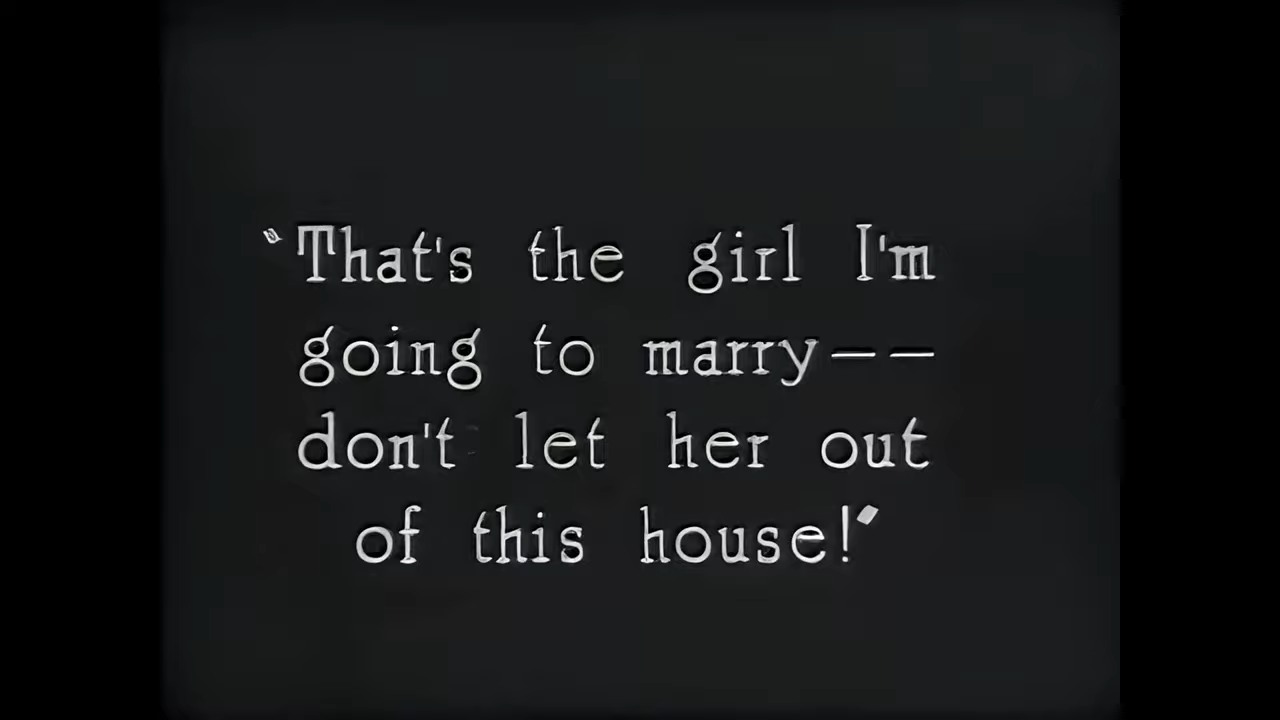 "That's the girl I'm
going to marry--
don't let her out
of this house!"